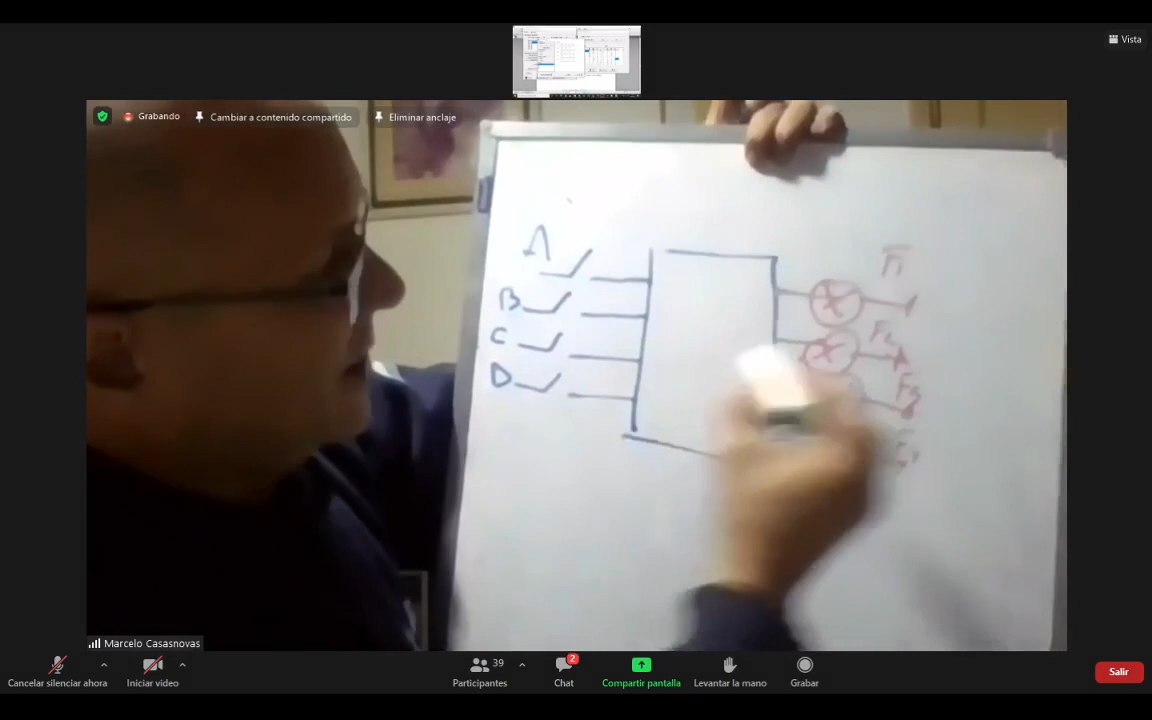 Vista
Grabando
Cambiar a contenido compartido
Eliminar anclaje
A
B
C
D
F2
F3
Marcelo Casasnovas
Cancelar silenciar ahora
Iniciar video
39
Participantes
2
Chat
Compartir pantalla
Levantar la mano
Grabar
Salir